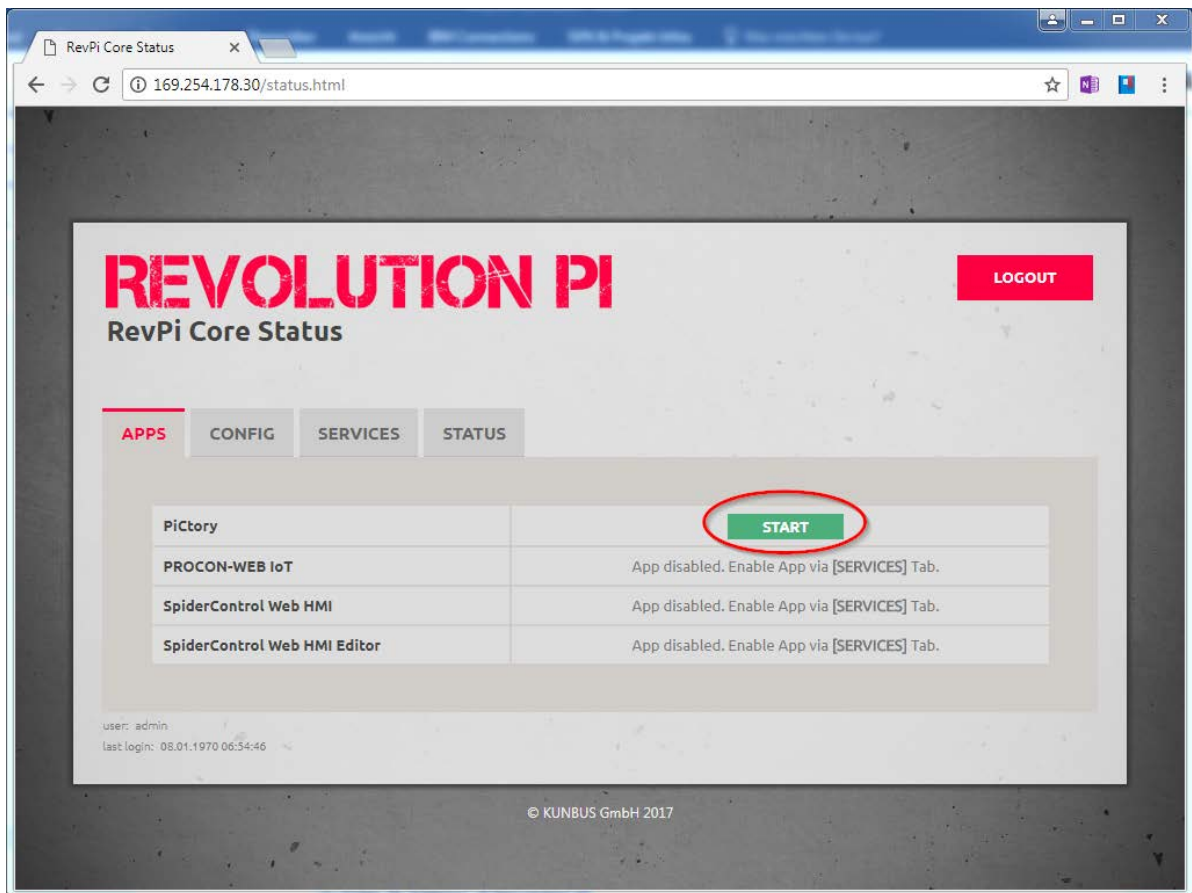 RevPi Core Status
169.254.178.30/status.html
REVOLUTION PI
LOGOUT
RevPi Core Status
APPS CONFIG SERVICES STATUS
PiCtory START
PROCON-WEB IoT App disabled. Enable App via [SERVICES] Tab.
SpiderControl Web HMI App disabled. Enable App via [SERVICES] Tab.
SpiderControl Web HMI Editor App disabled. Enable App via [SERVICES] Tab.
user: admin
last login: 08.01.1970 06:54:46
© KUNBUS GmbH 2017